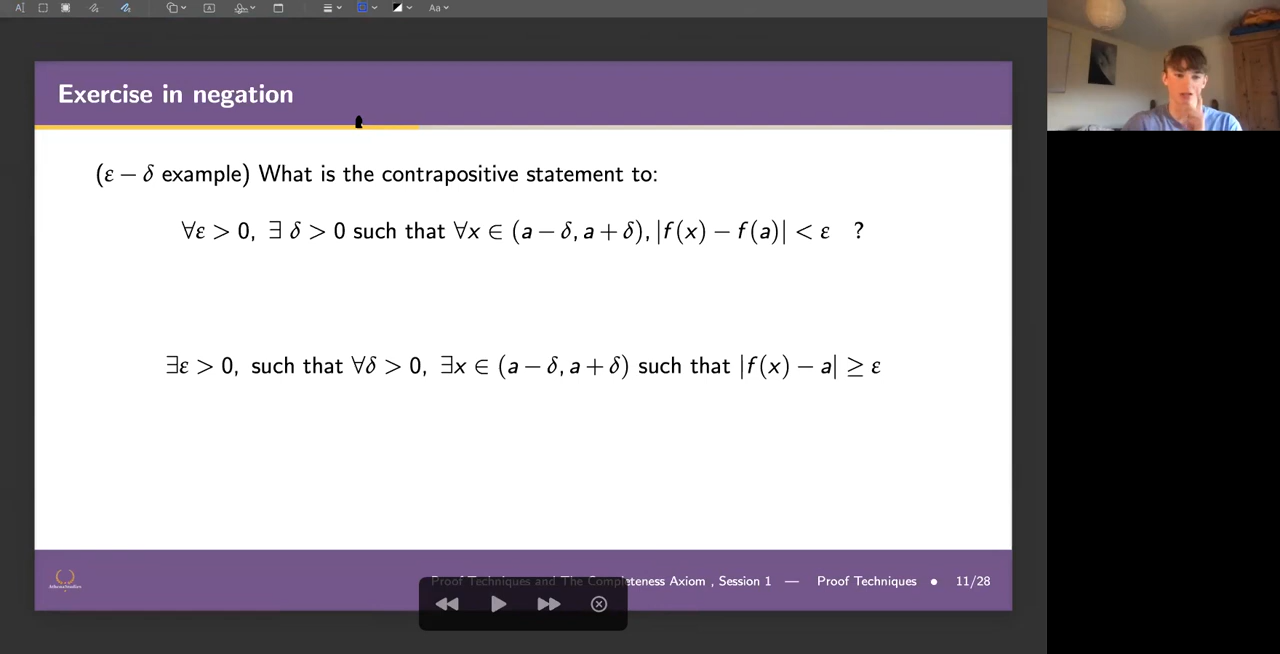 Aa
Exercise in negation
(ε − δ example) What is the contrapositive statement to:
∀ε > 0, ∃ δ > 0 such that ∀x ∈ (a − δ, a + δ), |f(x) − f(a)| < ε ?
∃ε > 0, such that ∀δ > 0, ∃x ∈ (a − δ, a + δ) such that |f(x) − a| ≥ ε
Proof Techniques and The Completeness Axiom , Session 1 — Proof Techniques • 11/28